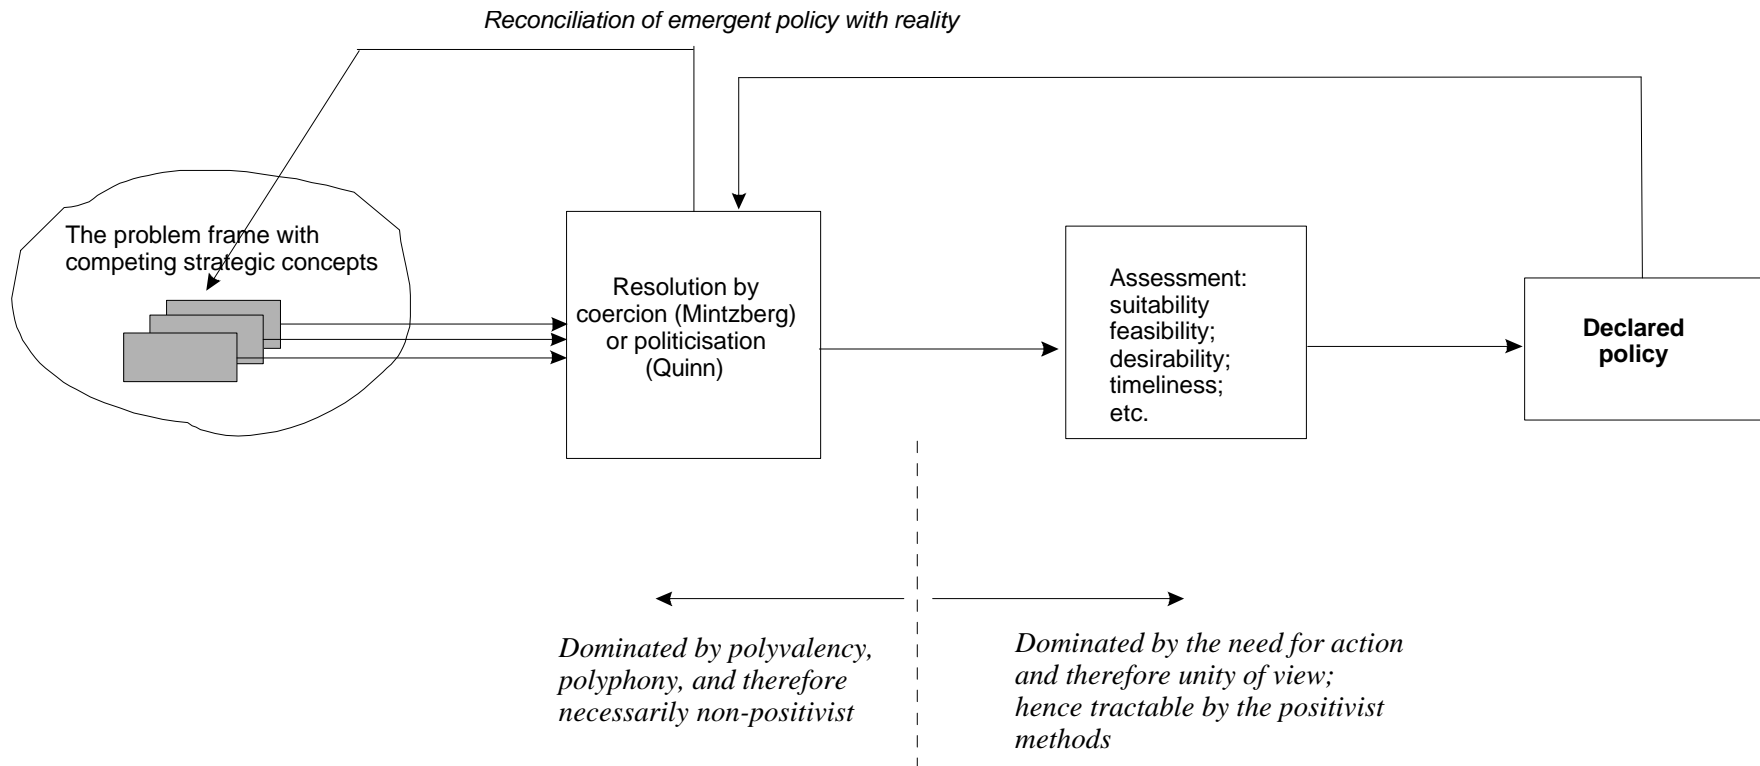 Reconciliation of emergent policy with reality
The problem frame with
competing strategic concepts
Resolution by
coercion (Mintzberg)
or politicisation
(Quinn)
Assessment:
suitability
feasibility;
desirability;
timeliness;
etc.
Declared
policy
Dominated by polyvalency,
polyphony, and therefore
necessarily non-positivist
Dominated by the need for action
and therefore unity of view;
hence tractable by the positivist
methods